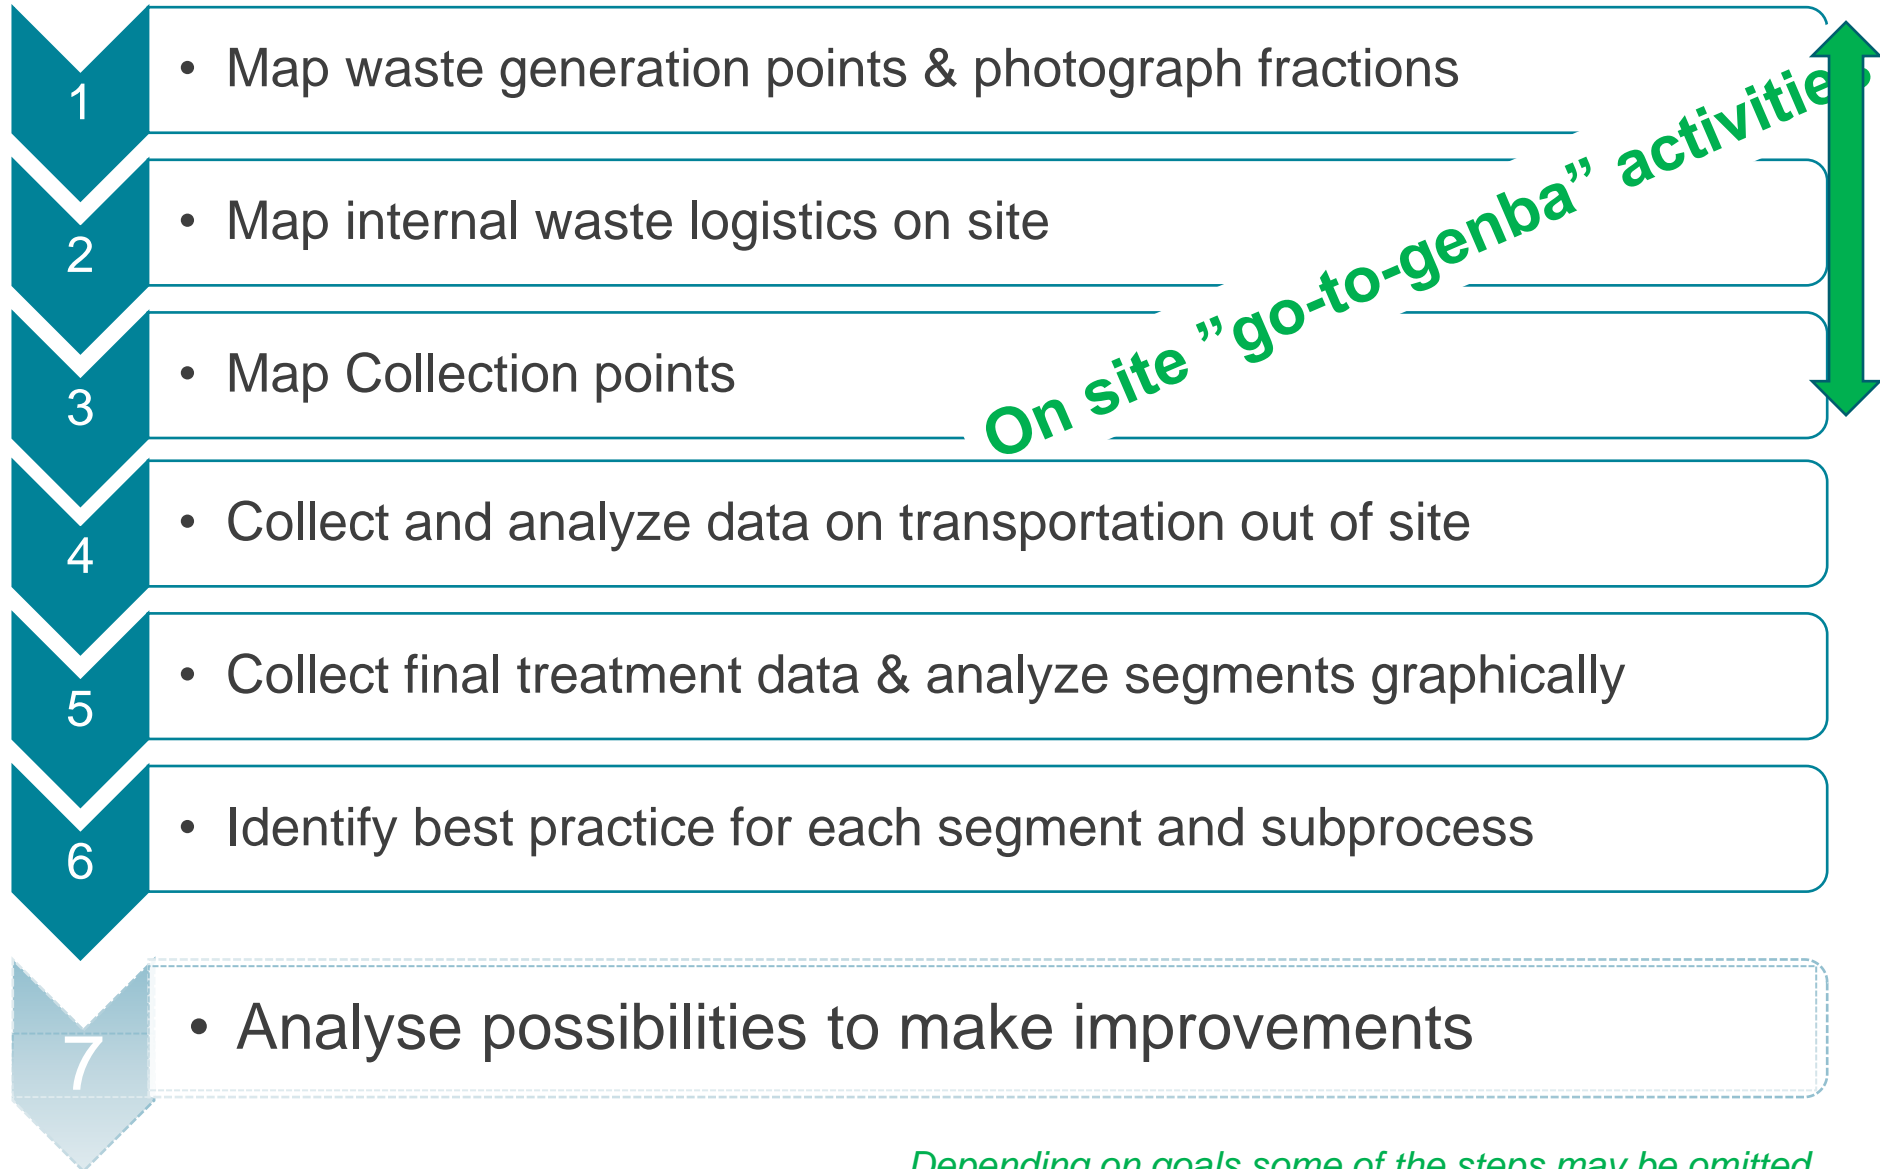 1
• Map waste generation points & photograph fractions
2
• Map internal waste logistics on site
3
• Map Collection points
On site ”go-to-genba” activities
4
• Collect and analyze data on transportation out of site
5
• Collect final treatment data & analyze segments graphically
6
• Identify best practice for each segment and subprocess
7
• Analyse possibilities to make improvements
Depending on goals some of the steps may be omitted